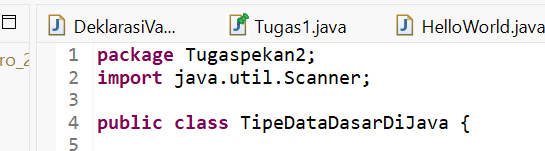 DeklarasiVa... Tugas1.java HelloWorld.java
ro_2
1 package Tugaspekan2;
2 import java.util.Scanner;
3
4 public class TipeDataDasarDiJava {
5